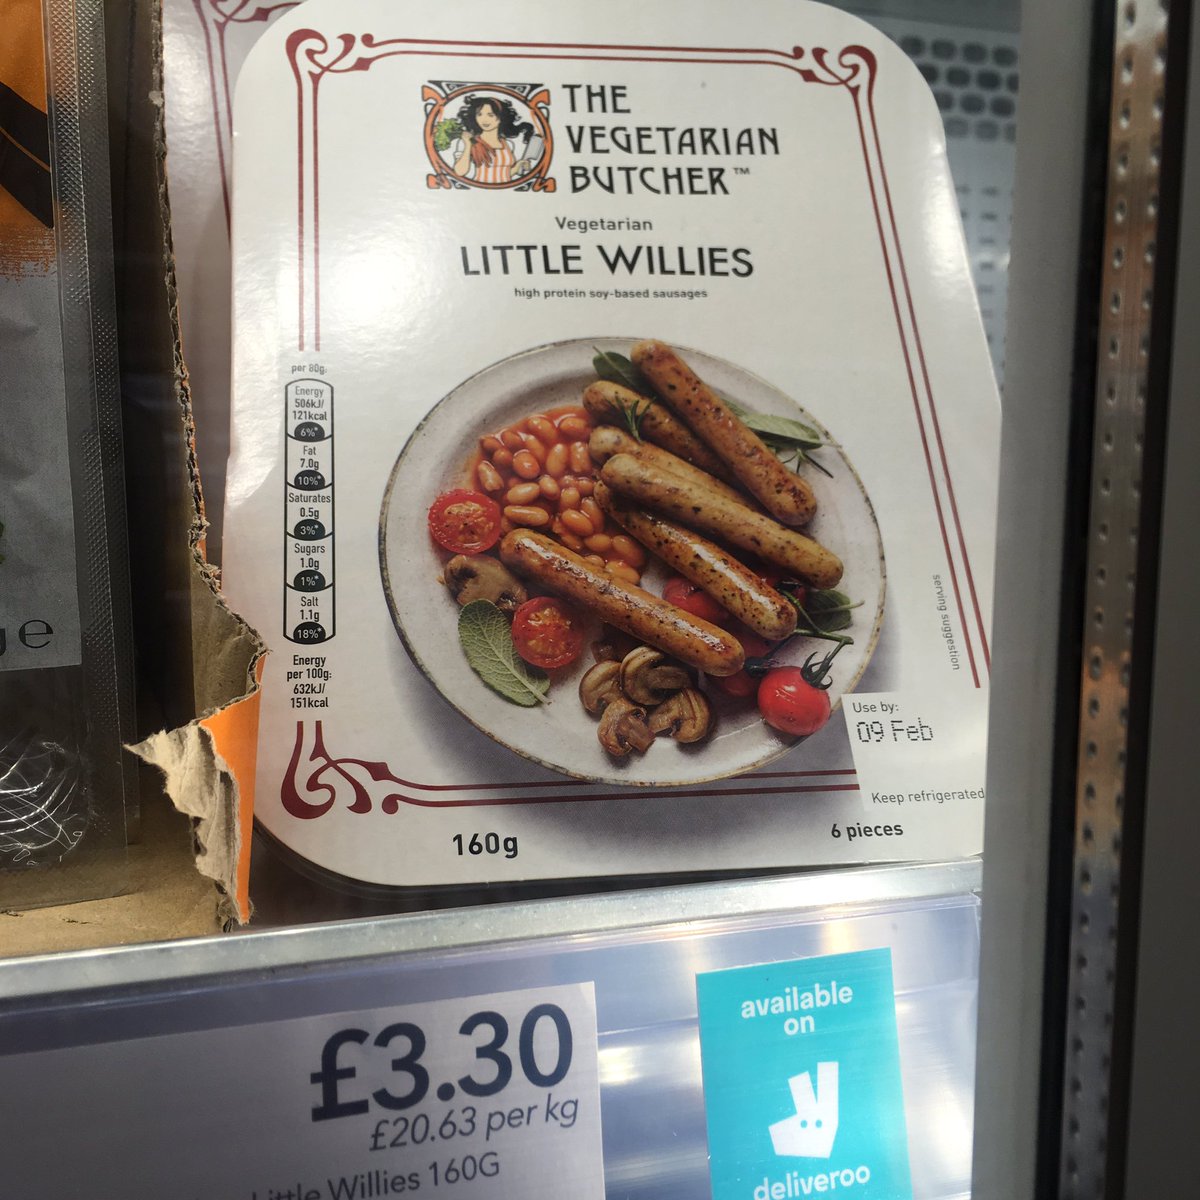 THE
VEGETARIAN
BUTCHER™
Vegetarian
LITTLE WILLIES
high protein soy-based sausages
per 80g:
Energy
506kJ/
121kcal
6%*
Fat
7.0g
10%*
Saturates
0.5g
3%*
Sugars
1.0g
1%*
Salt
1.1g
18%*
Energy
per 100g:
632kJ/
151kcal
serving suggestion
Use by:
09 Feb
Keep refrigerated
160g
6 pieces
£3.30
£20.63 per kg
Little Willies 160G
available
on
deliveroo